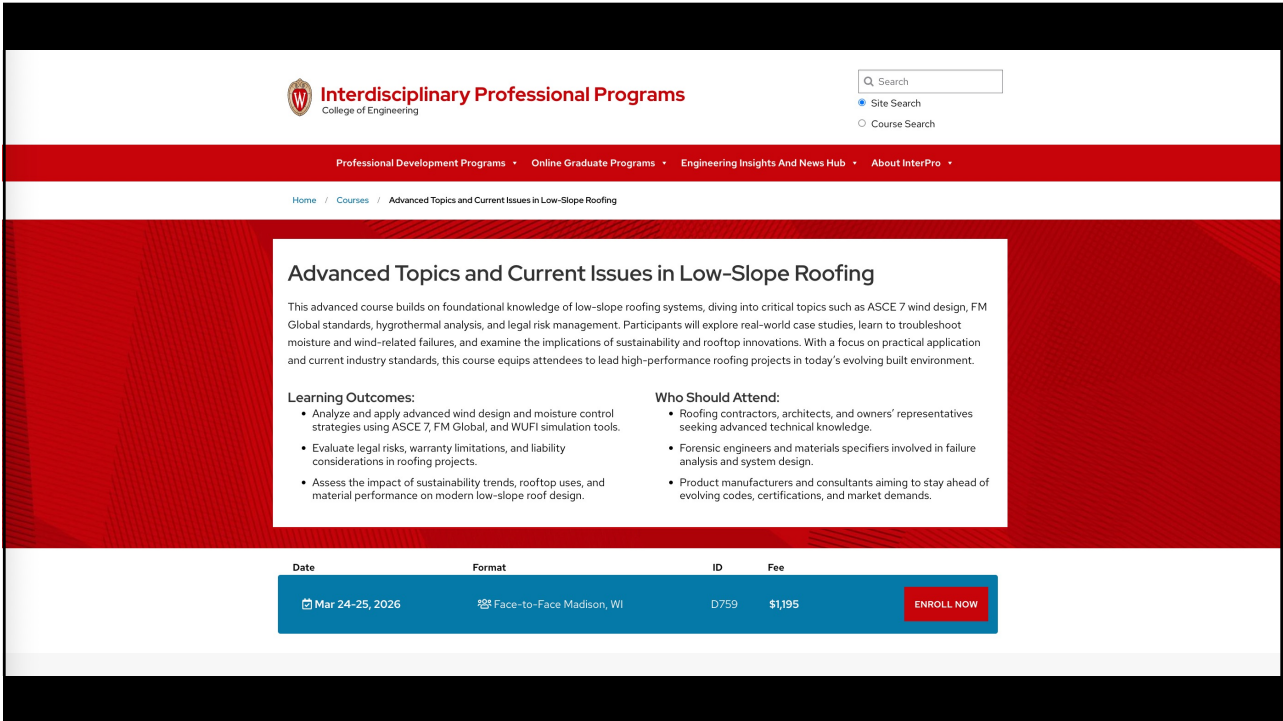 W
Interdisciplinary Professional Programs
College of Engineering
Search
Site Search
Course Search
Professional Development Programs
Online Graduate Programs
Engineering Insights And News Hub
About InterPro
Home / Courses / Advanced Topics and Current Issues in Low-Slope Roofing
Advanced Topics and Current Issues in Low-Slope Roofing
This advanced course builds on foundational knowledge of low-slope roofing systems, diving into critical topics such as ASCE 7 wind design, FM
Global standards, hygrothermal analysis, and legal risk management. Participants will explore real-world case studies, learn to troubleshoot
moisture and wind-related failures, and examine the implications of sustainability and rooftop innovations. With a focus on practical application
and current industry standards, this course equips attendees to lead high-performance roofing projects in today’s evolving built environment.
Learning Outcomes:
• Analyze and apply advanced wind design and moisture control
strategies using ASCE 7, FM Global, and WUFI simulation tools.
• Evaluate legal risks, warranty limitations, and liability
considerations in roofing projects.
• Assess the impact of sustainability trends, rooftop uses, and
material performance on modern low-slope roof design.
Who Should Attend:
• Roofing contractors, architects, and owners’ representatives
seeking advanced technical knowledge.
• Forensic engineers and materials specifiers involved in failure
analysis and system design.
• Product manufacturers and consultants aiming to stay ahead of
evolving codes, certifications, and market demands.
Date Format ID Fee
Mar 24-25, 2026 Face-to-Face Madison, WI D759 $1,195 ENROLL NOW